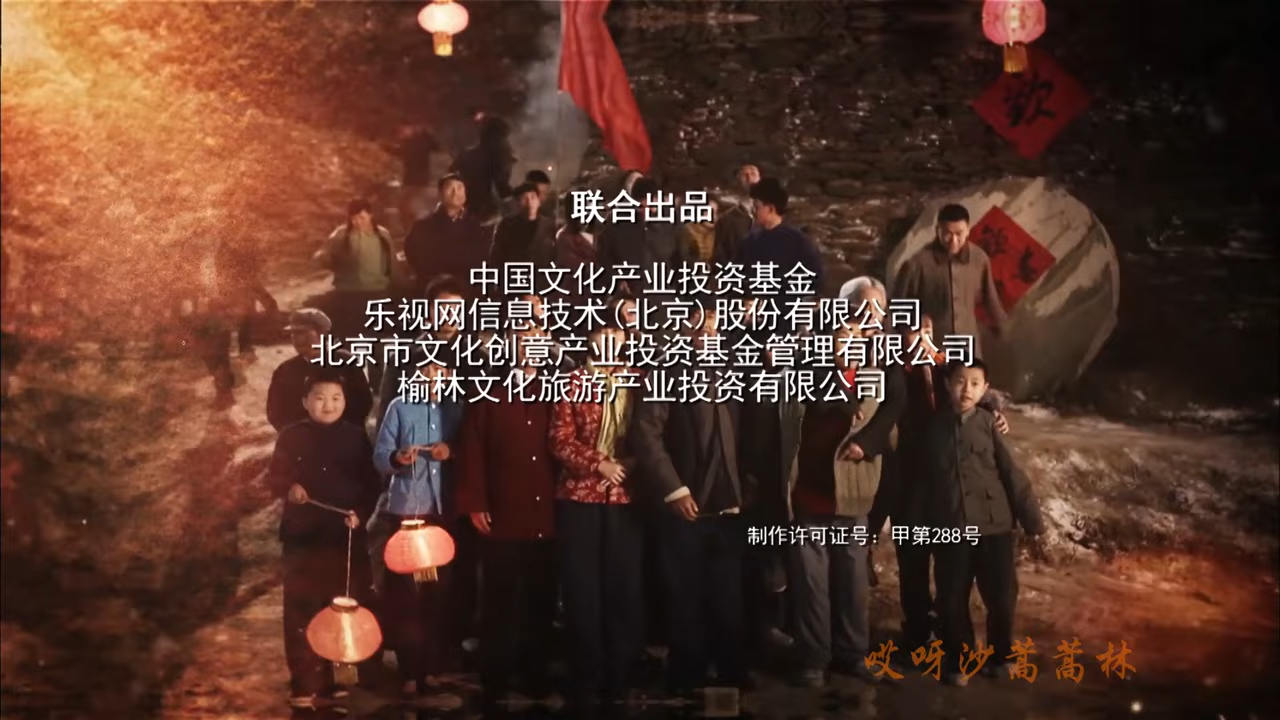 欢
联合出品
中国文化产业投资基金
乐视网信息技术(北京)股份有限公司
北京市文化创意产业投资基金管理有限公司
榆林文化旅游产业投资有限公司
制作许可证号：甲第288号
哎呀沙蒿蒿林